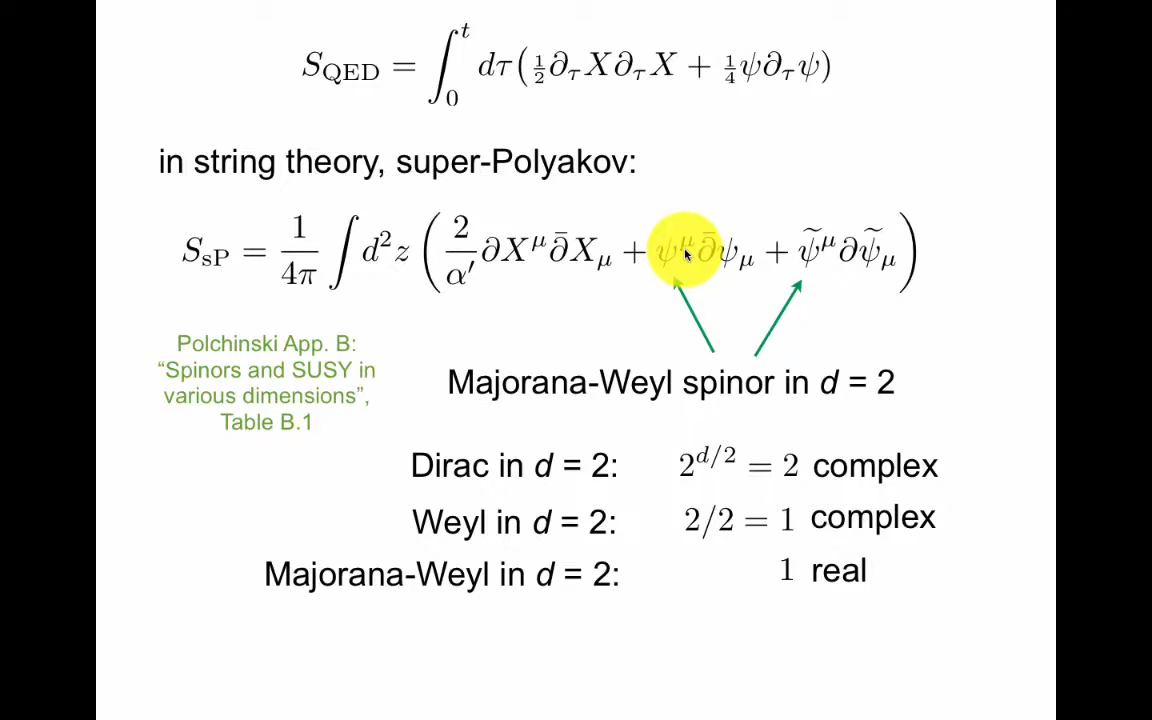 S_QED = ∫_0^t dτ(½∂_τX∂_τX + ¼ψ∂_τψ)
in string theory, super-Polyakov:
S_sP = 1/4π ∫ d²z ( 2/α′ ∂X^μ ∂̄X_μ + ψ^μ ∂̄ψ_μ + ψ̃^μ ∂ψ̃_μ )
Polchinski App. B:
“Spinors and SUSY in
various dimensions”,
Table B.1
Majorana-Weyl spinor in d = 2
Dirac in d = 2: 2^{d/2} = 2 complex
Weyl in d = 2: 2/2 = 1 complex
Majorana-Weyl in d = 2: 1 real